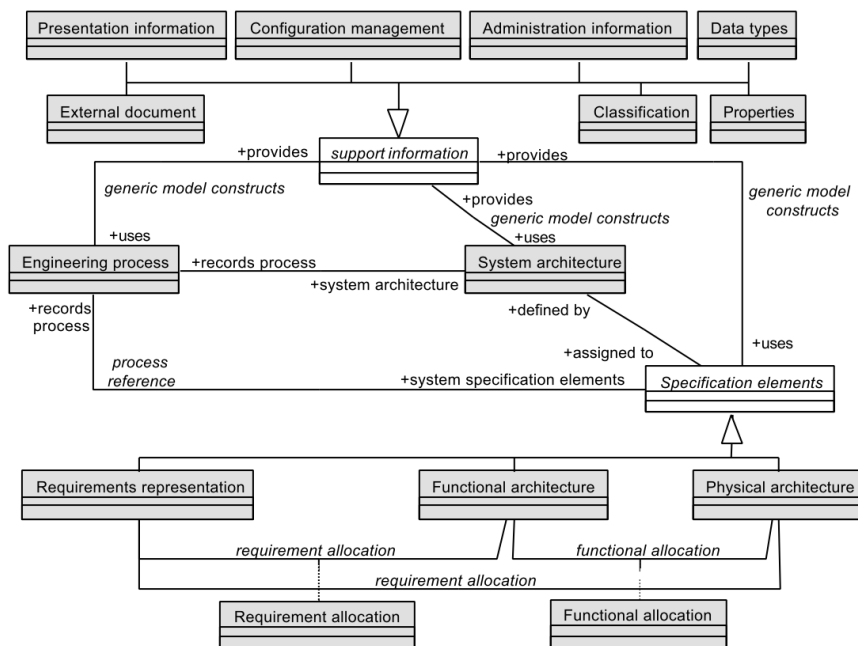 Presentation information
Configuration management
Administration information
Data types
External document
Classification
Properties
+provides
support information
+provides
generic model constructs
+provides
generic model constructs
generic model
constructs
+uses
+uses
Engineering process
+records process
System architecture
+system architecture
+records
process
+defined by
+assigned to
+uses
process
reference
+system specification elements
Specification elements
Requirements representation
Functional architecture
Physical architecture
requirement allocation
functional allocation
requirement allocation
Requirement allocation
Functional allocation